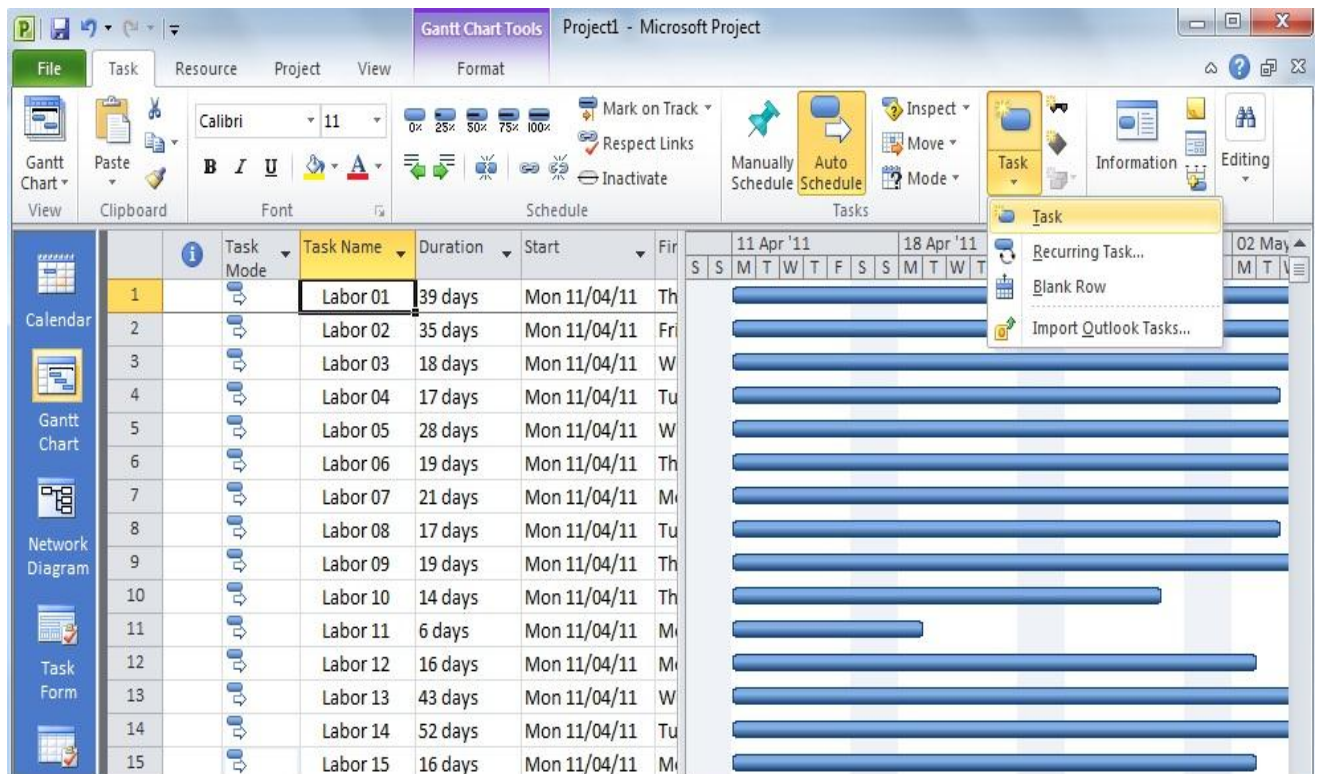 Gantt Chart Tools
Project1 - Microsoft Project
File Task Resource Project View Format
Gantt Chart
Paste
Calibri 11
B I U A
0% 25% 50% 75% 100%
Mark on Track
Respect Links
Inactivate
Manually Schedule
Auto Schedule
Inspect
Move
Mode
Task
Information
Editing
View Clipboard Font Schedule Tasks
Task
Recurring Task...
Blank Row
Import Outlook Tasks...
Calendar
Gantt Chart
Network Diagram
Task Form
Task Mode Task Name Duration Start Fir
11 Apr '11 18 Apr '11 02 May
S S M T W T F S S M T W T M T
1 Labor 01 39 days Mon 11/04/11 Th
2 Labor 02 35 days Mon 11/04/11 Fri
3 Labor 03 18 days Mon 11/04/11 W
4 Labor 04 17 days Mon 11/04/11 Tu
5 Labor 05 28 days Mon 11/04/11 W
6 Labor 06 19 days Mon 11/04/11 Th
7 Labor 07 21 days Mon 11/04/11 Mo
8 Labor 08 17 days Mon 11/04/11 Tu
9 Labor 09 19 days Mon 11/04/11 Th
10 Labor 10 14 days Mon 11/04/11 Th
11 Labor 11 6 days Mon 11/04/11 Mo
12 Labor 12 16 days Mon 11/04/11 Mo
13 Labor 13 43 days Mon 11/04/11 W
14 Labor 14 52 days Mon 11/04/11 Tu
15 Labor 15 16 days Mon 11/04/11 Mo